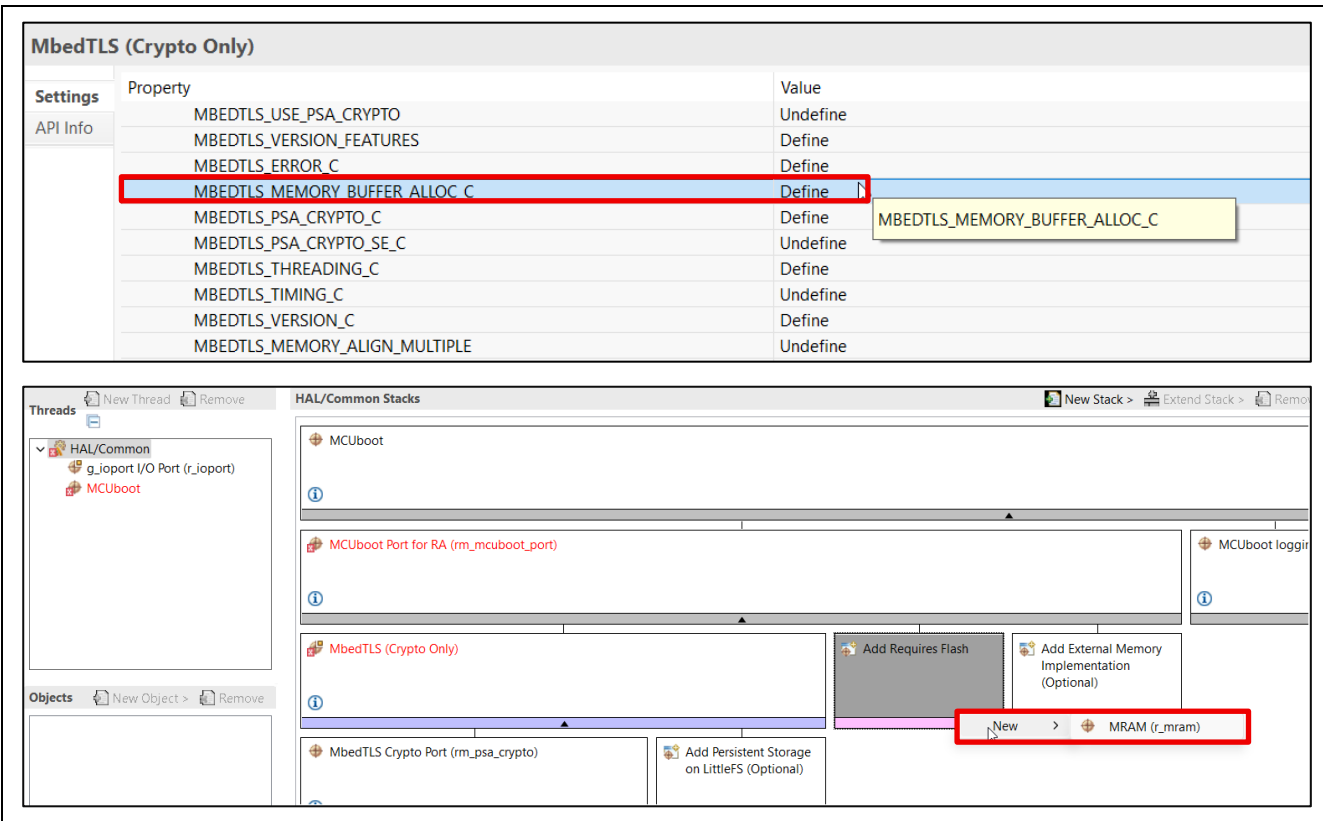 MbedTLS (Crypto Only)
Settings
API Info
Property Value
MBEDTLS_USE_PSA_CRYPTO Undefine
MBEDTLS_VERSION_FEATURES Define
MBEDTLS_ERROR_C Define
MBEDTLS_MEMORY_BUFFER_ALLOC_C Define
MBEDTLS_MEMORY_BUFFER_ALLOC_C
MBEDTLS_PSA_CRYPTO_C Define
MBEDTLS_PSA_CRYPTO_SE_C Undefine
MBEDTLS_THREADING_C Define
MBEDTLS_TIMING_C Undefine
MBEDTLS_VERSION_C Define
MBEDTLS_MEMORY_ALIGN_MULTIPLE Undefine
Threads New Thread Remove
HAL/Common
g_ioport I/O Port (r_ioport)
MCUboot
Objects New Object > Remove
HAL/Common Stacks New Stack > Extend Stack > Remov
MCUboot
MCUboot Port for RA (rm_mcuboot_port)
MCUboot loggin
MbedTLS (Crypto Only)
Add Requires Flash
Add External Memory
Implementation
(Optional)
New > MRAM (r_mram)
MbedTLS Crypto Port (rm_psa_crypto)
Add Persistent Storage
on LittleFS (Optional)